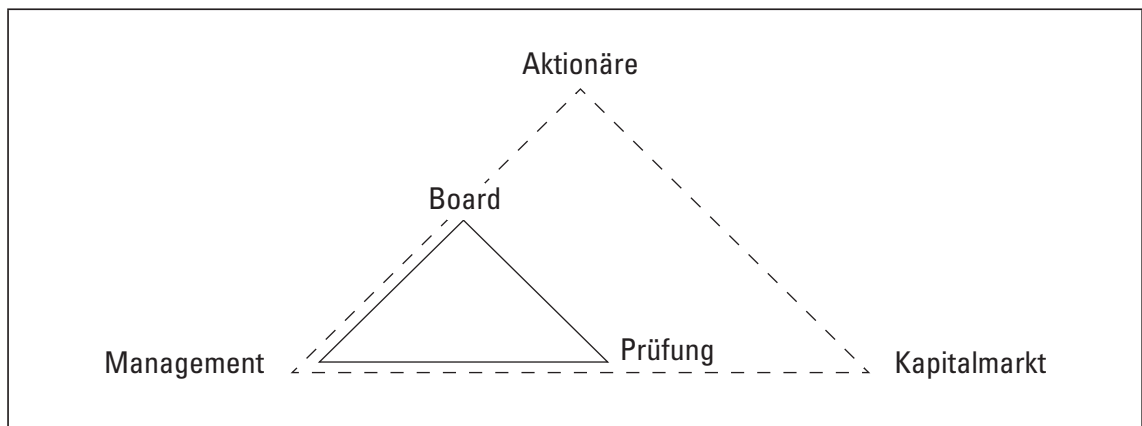 Aktionäre
Board
Management
Prüfung
Kapitalmarkt